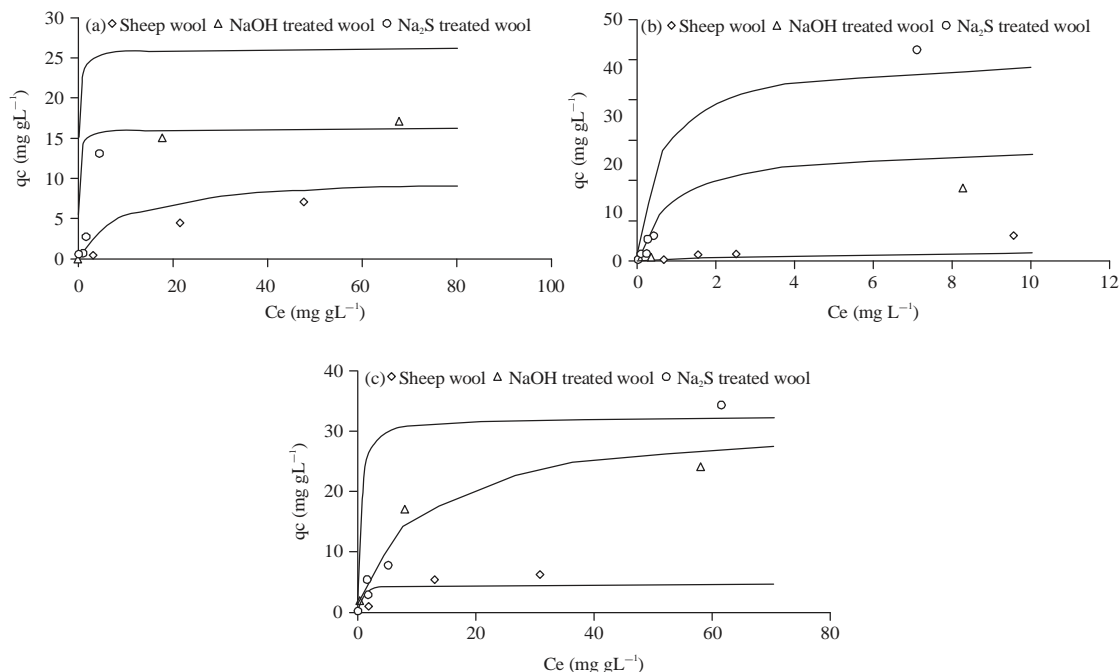 (a) ◇ Sheep wool △ NaOH treated wool ○ Na₂S treated wool
30
25
20
15
10
5
0
qc (mg gL⁻¹)
0 20 40 60 80 100
Ce (mg gL⁻¹)
(b) ◇ Sheep wool △ NaOH treated wool ○ Na₂S treated wool
50
40
30
20
10
0
qc (mg gL⁻¹)
0 2 4 6 8 10 12
Ce (mg L⁻¹)
(c) ◇ Sheep wool △ NaOH treated wool ○ Na₂S treated wool
40
30
20
10
0
qc (mg gL⁻¹)
0 20 40 60 80
Ce (mg gL⁻¹)